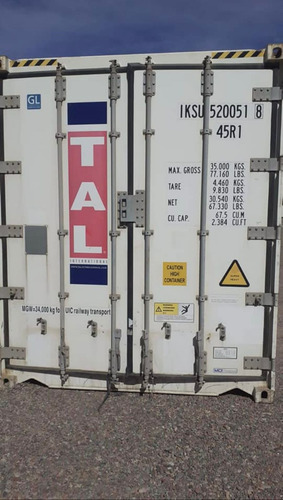 GL
IKSU 520051 8
45R1
TAL
INTERNATIONAL
MAX. GROSS 35.000 KGS.
77.160 LBS.
TARE 4.460 KGS.
9.830 LBS.
NET 30.540 KGS.
67.330 LBS.
CU. CAP. 67.5 CU.M
2.384 CU.FT
CAUTION
HIGH
CONTAINER
MGW=34,000 kg for UIC railway transport
MCI